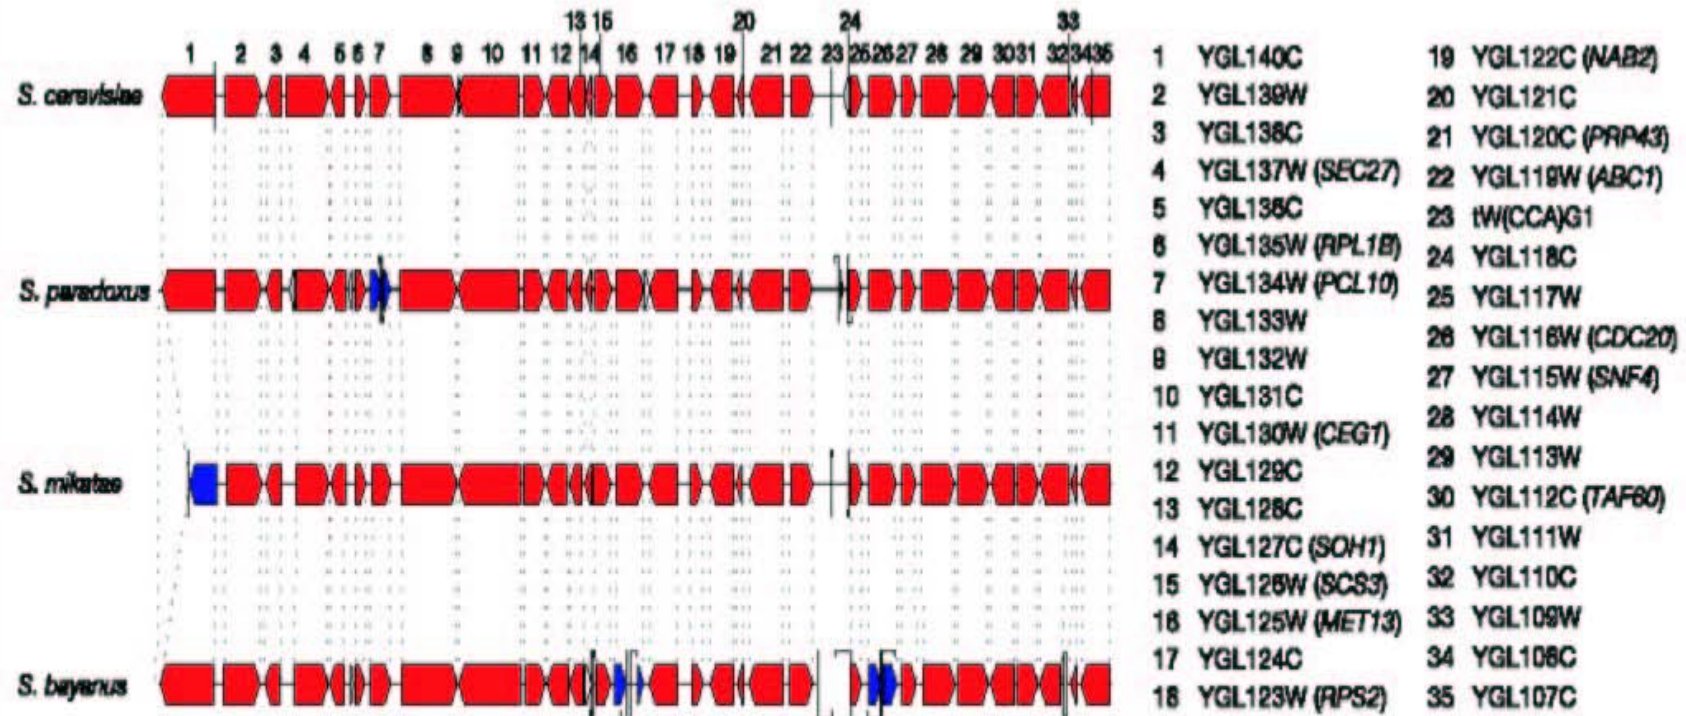 13 15 20 24 33
1 2 3 4 5 6 7 8 9 10 11 12 14 16 17 18 19 21 22 23 25 26 27 28 29 30 31 32 34 35
S. cerevisiae
S. paradoxus
S. mikatae
S. bayanus
1 YGL140C
2 YGL139W
3 YGL138C
4 YGL137W (SEC27)
5 YGL136C
6 YGL135W (RPL1B)
7 YGL134W (PCL10)
8 YGL133W
9 YGL132W
10 YGL131C
11 YGL130W (CEG1)
12 YGL129C
13 YGL128C
14 YGL127C (SOH1)
15 YGL126W (SCS3)
16 YGL125W (MET13)
17 YGL124C
18 YGL123W (RPS2)
19 YGL122C (NAB2)
20 YGL121C
21 YGL120C (PRP43)
22 YGL119W (ABC1)
23 tW(CCA)G1
24 YGL118C
25 YGL117W
26 YGL116W (CDC20)
27 YGL115W (SNF4)
28 YGL114W
29 YGL113W
30 YGL112C (TAF60)
31 YGL111W
32 YGL110C
33 YGL109W
34 YGL108C
35 YGL107C